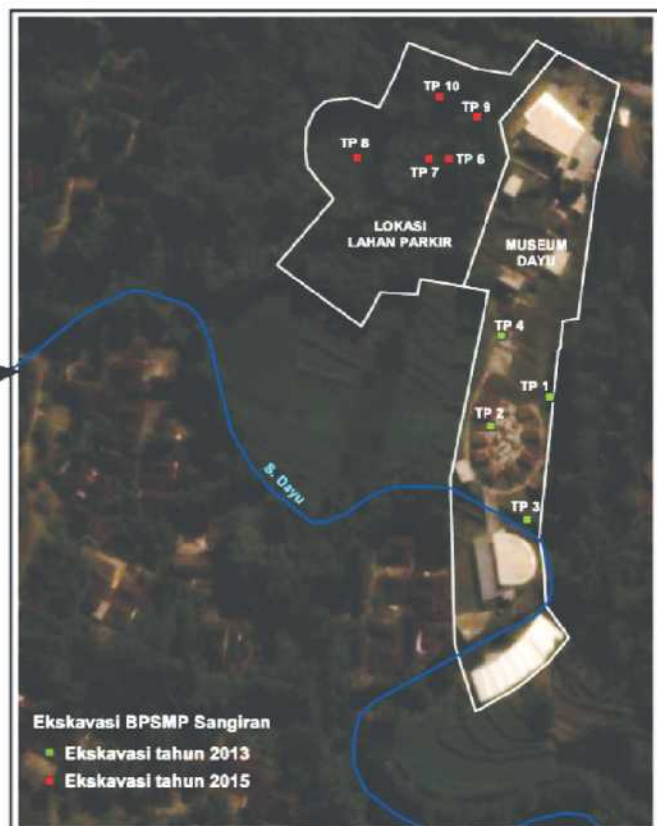 TP 10
TP 9
TP 8
TP 7
TP 6
LOKASI
LAHAN PARKIR
MUSEUM
DAYU
TP 4
TP 1
TP 2
S. Dayu
TP 3
Ekskavasi BPSMP Sangiran
Ekskavasi tahun 2013
Ekskavasi tahun 2015